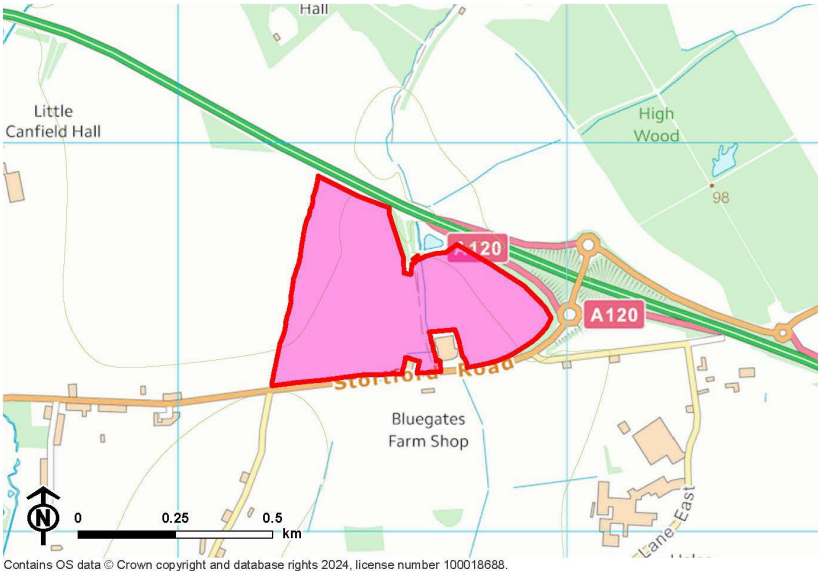 Hall
Little
Canfield Hall
High
Wood
98
A120
A120
Stortford Road
Bluegates
Farm Shop
Lane East
N
0 0.25 0.5
km
Contains OS data © Crown copyright and database rights 2024, license number 100018688.